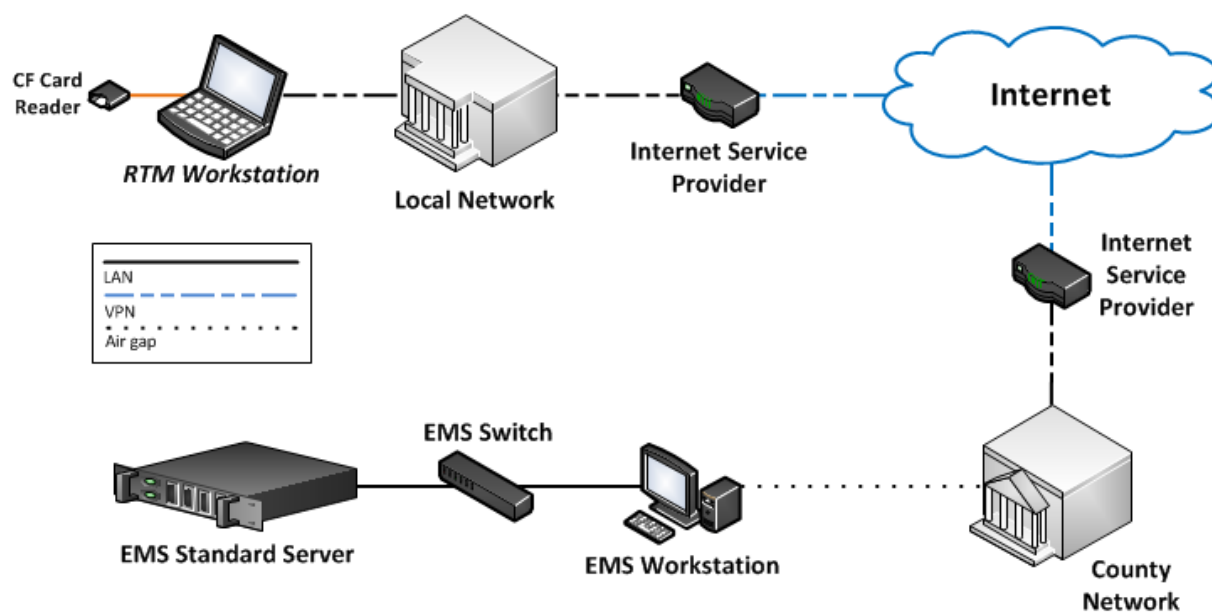 CF Card
Reader
RTM Workstation
Local Network
Internet Service
Provider
Internet
Internet
Service
Provider
LAN
VPN
Air gap
EMS Switch
EMS Standard Server
EMS Workstation
County
Network